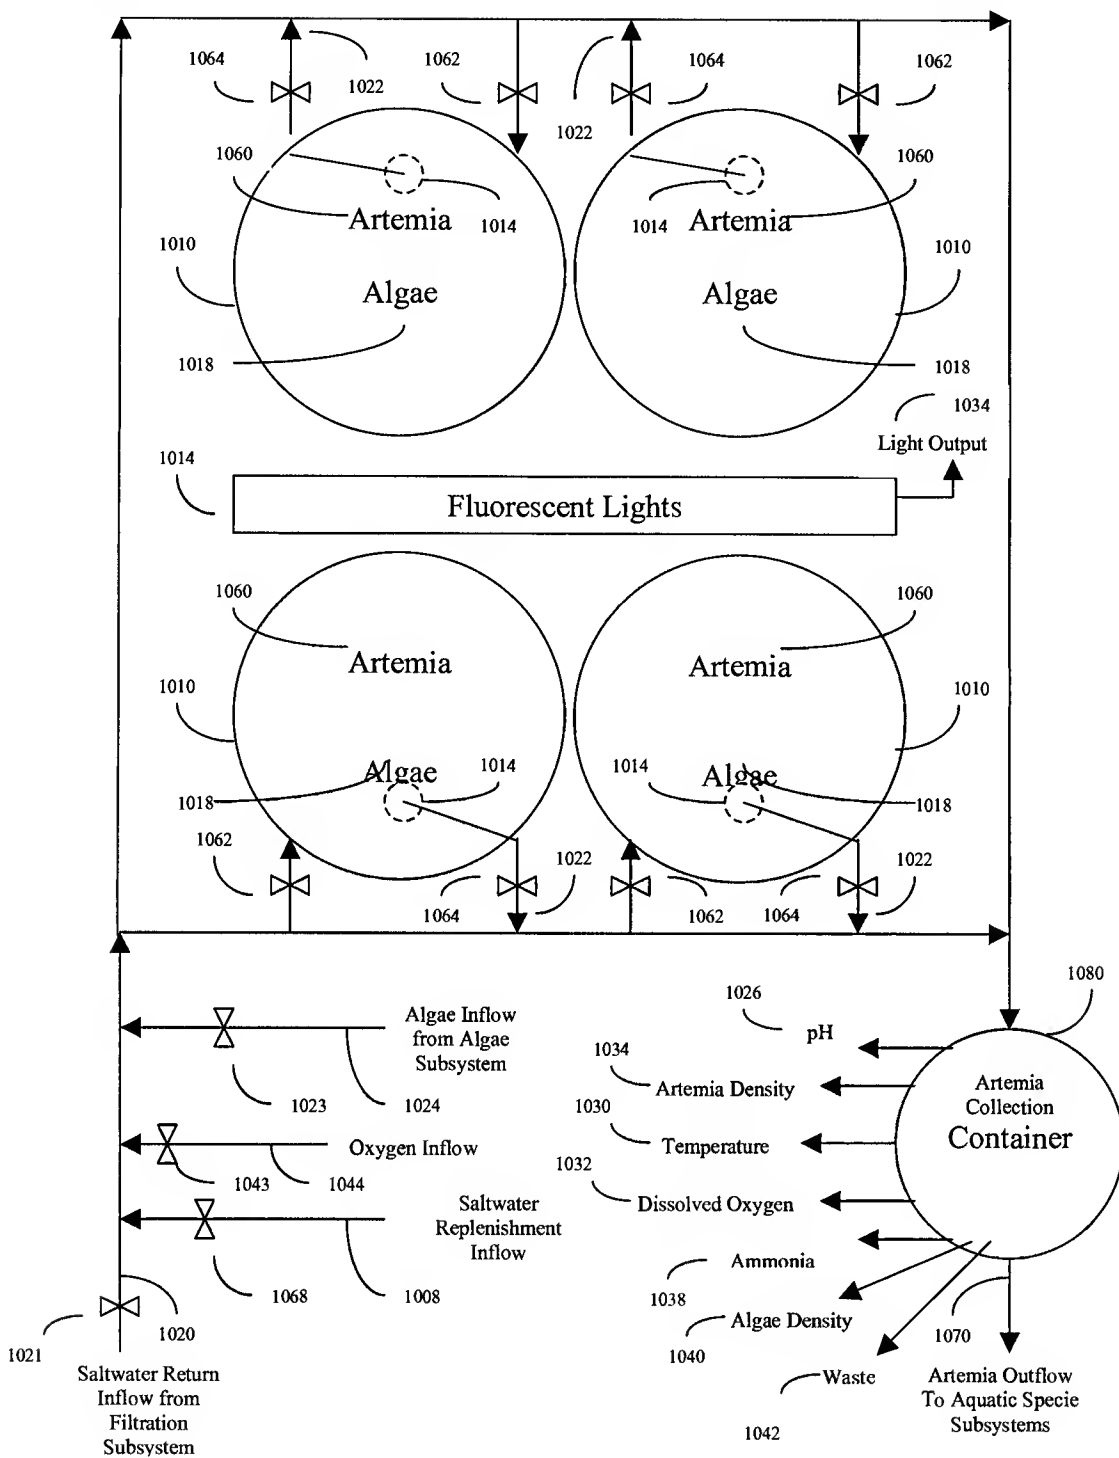 1064
1022
1062
1022
1064
1062
1060
1014
Artemia
1014
Artemia
1060
1010
Algae
Algae
1010
1018
1018
1034
Light Output
1014
Fluorescent Lights
1060
Artemia
Artemia
1060
1010
1010
Algae
1014
1014
Algae
1018
1018
1062
1064
1022
1062
1064
1022
Algae Inflow
from Algae
Subsystem
1023
1024
Oxygen Inflow
1043
1044
Saltwater
Replenishment
Inflow
1068
1008
1021
1020
Saltwater Return
Inflow from
Filtration
Subsystem
1026
pH
1080
1034
Artemia Density
Artemia
Collection
Container
1030
Temperature
1032
Dissolved Oxygen
Ammonia
1038
Algae Density
1040
Waste
1042
1070
Artemia Outflow
To Aquatic Specie
Subsystems